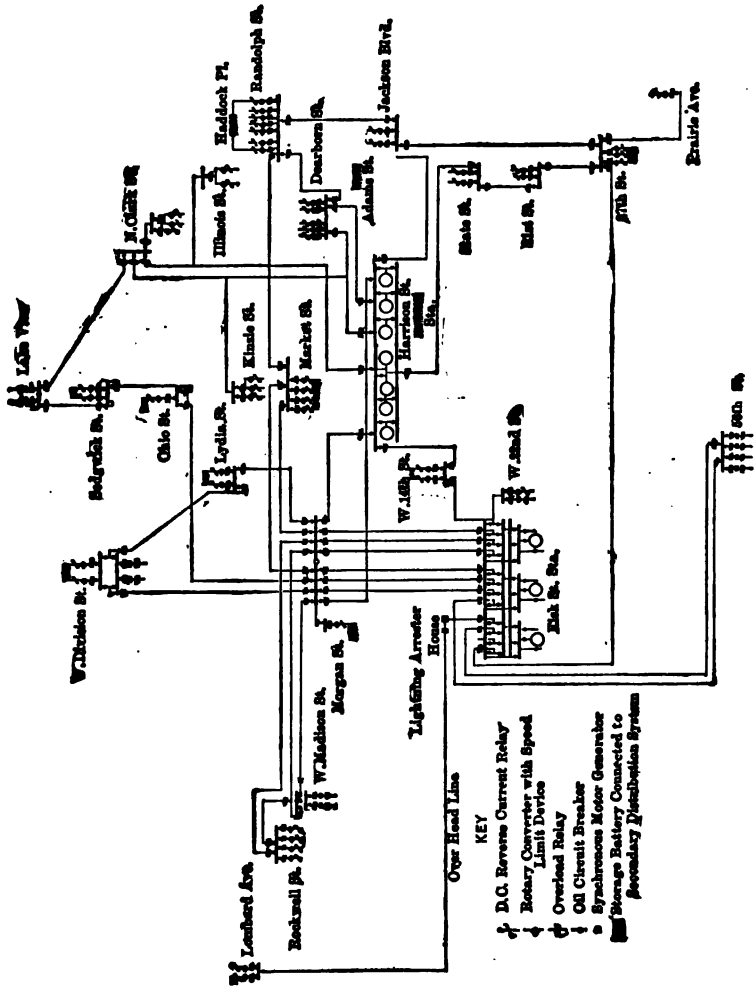 Lake View
Sedgwick St.
Ohio St.
W. Division St.
Lydia St.
N. Clark St.
Haddock Pl.
Randolph St.
Illinois St.
Dearborn St.
Kinzie St.
Market St.
Adams St.
Jackson Blvd.
Harrison St.
Sta.
State St.
27th St.
Prairie Ave.
W. 14th St.
W. 22nd St.
Fisk St. Sta.
56th St.
Morgan St.
W. Madison St.
Rockwell St.
Lombard Ave.
Lightning Arrester
House
Over Head Line
KEY
D.C. Reverse Current Relay
Rotary Converter with Speed
Limit Device
Overload Relay
Oil Circuit Breaker
Synchronous Motor Generator
Storage Battery Connected to
Secondary Distribution System